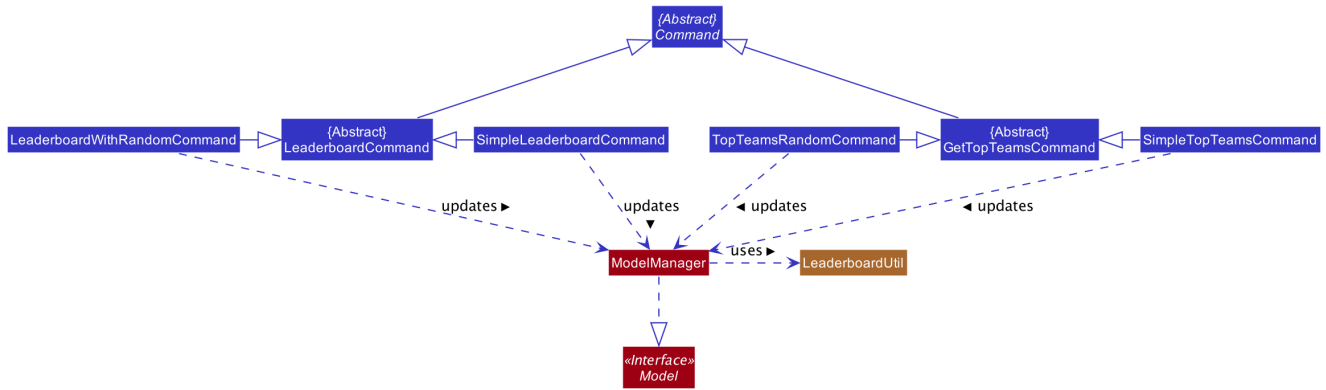 {Abstract}
Command
LeaderboardWithRandomCommand
{Abstract}
LeaderboardCommand
SimpleLeaderboardCommand
TopTeamsRandomCommand
{Abstract}
GetTopTeamsCommand
SimpleTopTeamsCommand
updates ▶
updates
▼
◀ updates
◀ updates
ModelManager
uses ▶
LeaderboardUtil
«Interface»
Model